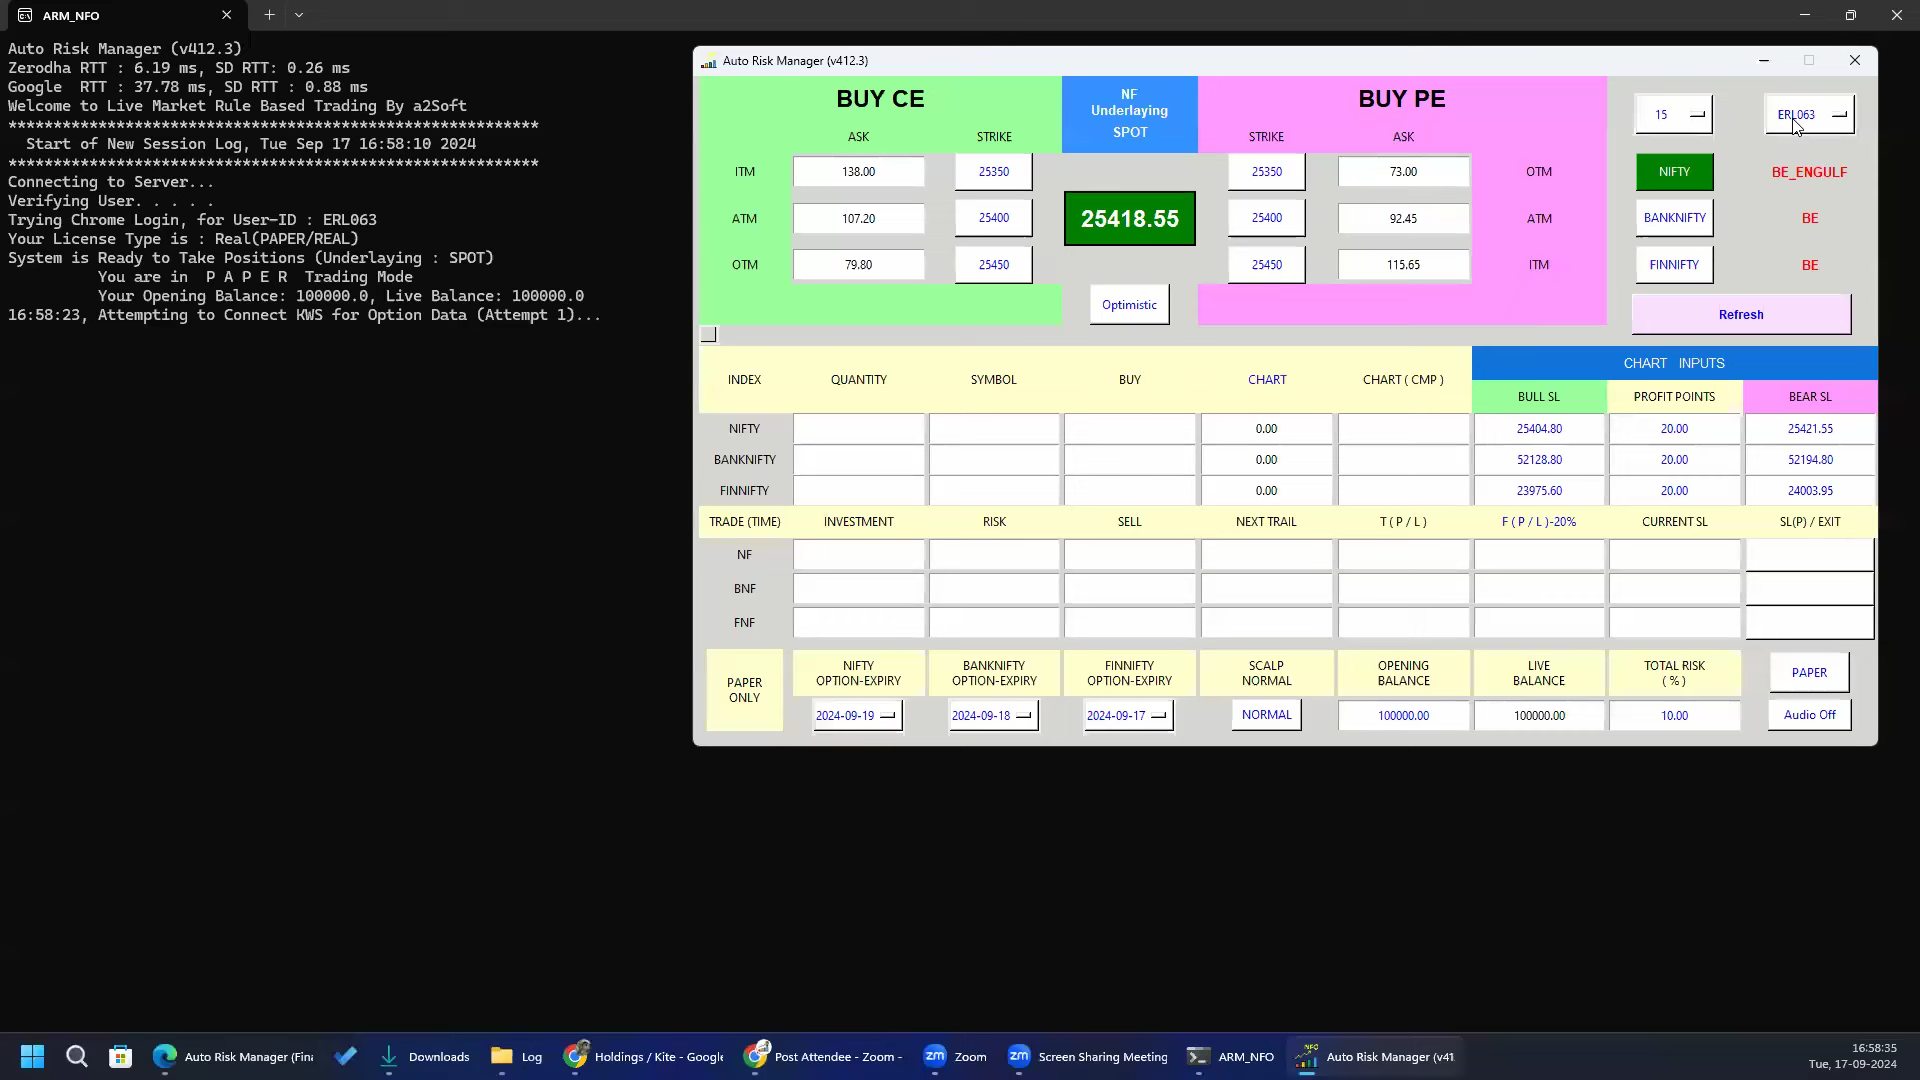 ARM_NFO
Auto Risk Manager (v412.3)
Zerodha RTT : 6.19 ms, SD RTT: 0.26 ms
Google  RTT : 37.78 ms, SD RTT : 0.88 ms
Welcome to Live Market Rule Based Trading By a2Soft
***********************************************************
Start of New Session Log, Tue Sep 17 16:58:10 2024
***********************************************************
Connecting to Server...
Verifying User. . . . .
Trying Chrome Login, for User-ID : ERL063
Your License Type is : Real(PAPER/REAL)
System is Ready to Take Positions (Underlaying : SPOT)
You are in  P A P E R  Trading Mode
Your Opening Balance: 100000.0, Live Balance: 100000.0
16:58:23, Attempting to Connect KWS for Option Data (Attempt 1)...
Auto Risk Manager (v412.3)
BUY CE
NF
Underlaying
SPOT
BUY PE
15
ERL063
ASK STRIKE STRIKE ASK
ITM 138.00 25350 25350 73.00 OTM NIFTY BE_ENGULF
ATM 107.20 25400 25418.55 25400 92.45 ATM BANKNIFTY BE
OTM 79.80 25450 25450 115.65 ITM FINNIFTY BE
Optimistic
Refresh
INDEX QUANTITY SYMBOL BUY CHART CHART ( CMP ) CHART INPUTS
BULL SL PROFIT POINTS BEAR SL
NIFTY 0.00 25404.80 20.00 25421.55
BANKNIFTY 0.00 52128.80 20.00 52194.80
FINNIFTY 0.00 23975.60 20.00 24003.95
TRADE (TIME) INVESTMENT RISK SELL NEXT TRAIL T ( P / L ) F ( P / L )-20% CURRENT SL SL(P) / EXIT
NF
BNF
FNF
PAPER
ONLY
NIFTY
OPTION-EXPIRY
BANKNIFTY
OPTION-EXPIRY
FINNIFTY
OPTION-EXPIRY
SCALP
NORMAL
OPENING
BALANCE
LIVE
BALANCE
TOTAL RISK
( % )
PAPER
2024-09-19 2024-09-18 2024-09-17 NORMAL 100000.00 100000.00 10.00 Audio Off
Auto Risk Manager (Fina
Downloads
Log
Holdings / Kite - Google
Post Attendee - Zoom -
zm
Zoom
zm
Screen Sharing Meeting
ARM_NFO
NFO
Auto Risk Manager (v41
16:58:35
Tue, 17-09-2024